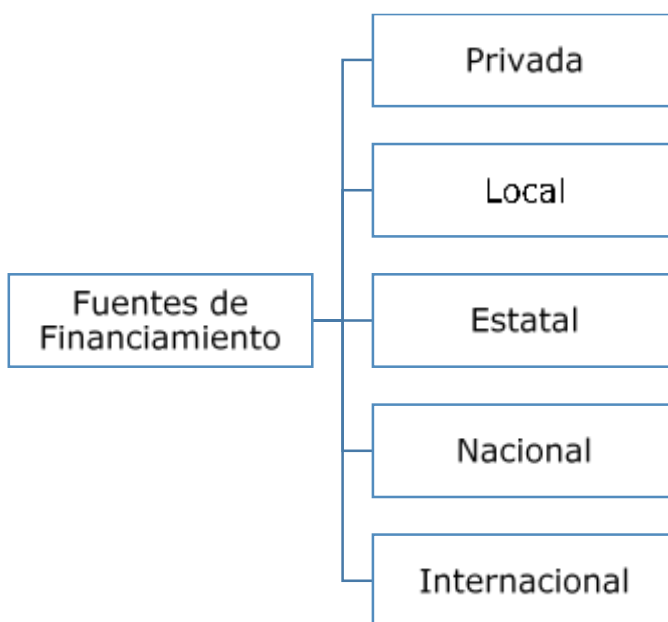 Privada
Local
Fuentes de
Financiamiento
Estatal
Nacional
Internacional